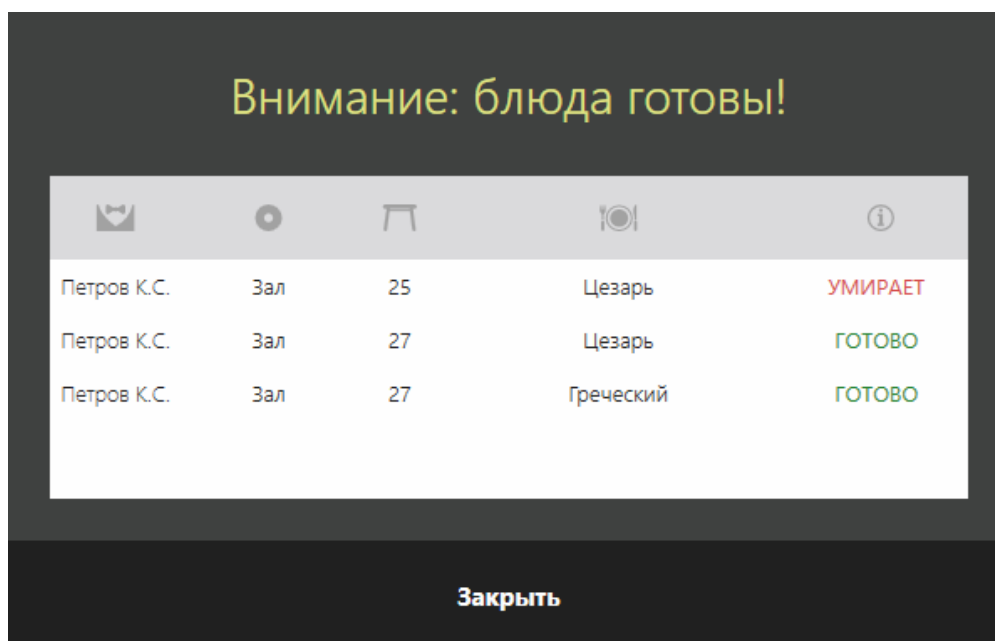 Внимание: блюда готовы!
Петров К.С. Зал 25 Цезарь УМИРАЕТ
Петров К.С. Зал 27 Цезарь ГОТОВО
Петров К.С. Зал 27 Греческий ГОТОВО
Закрыть